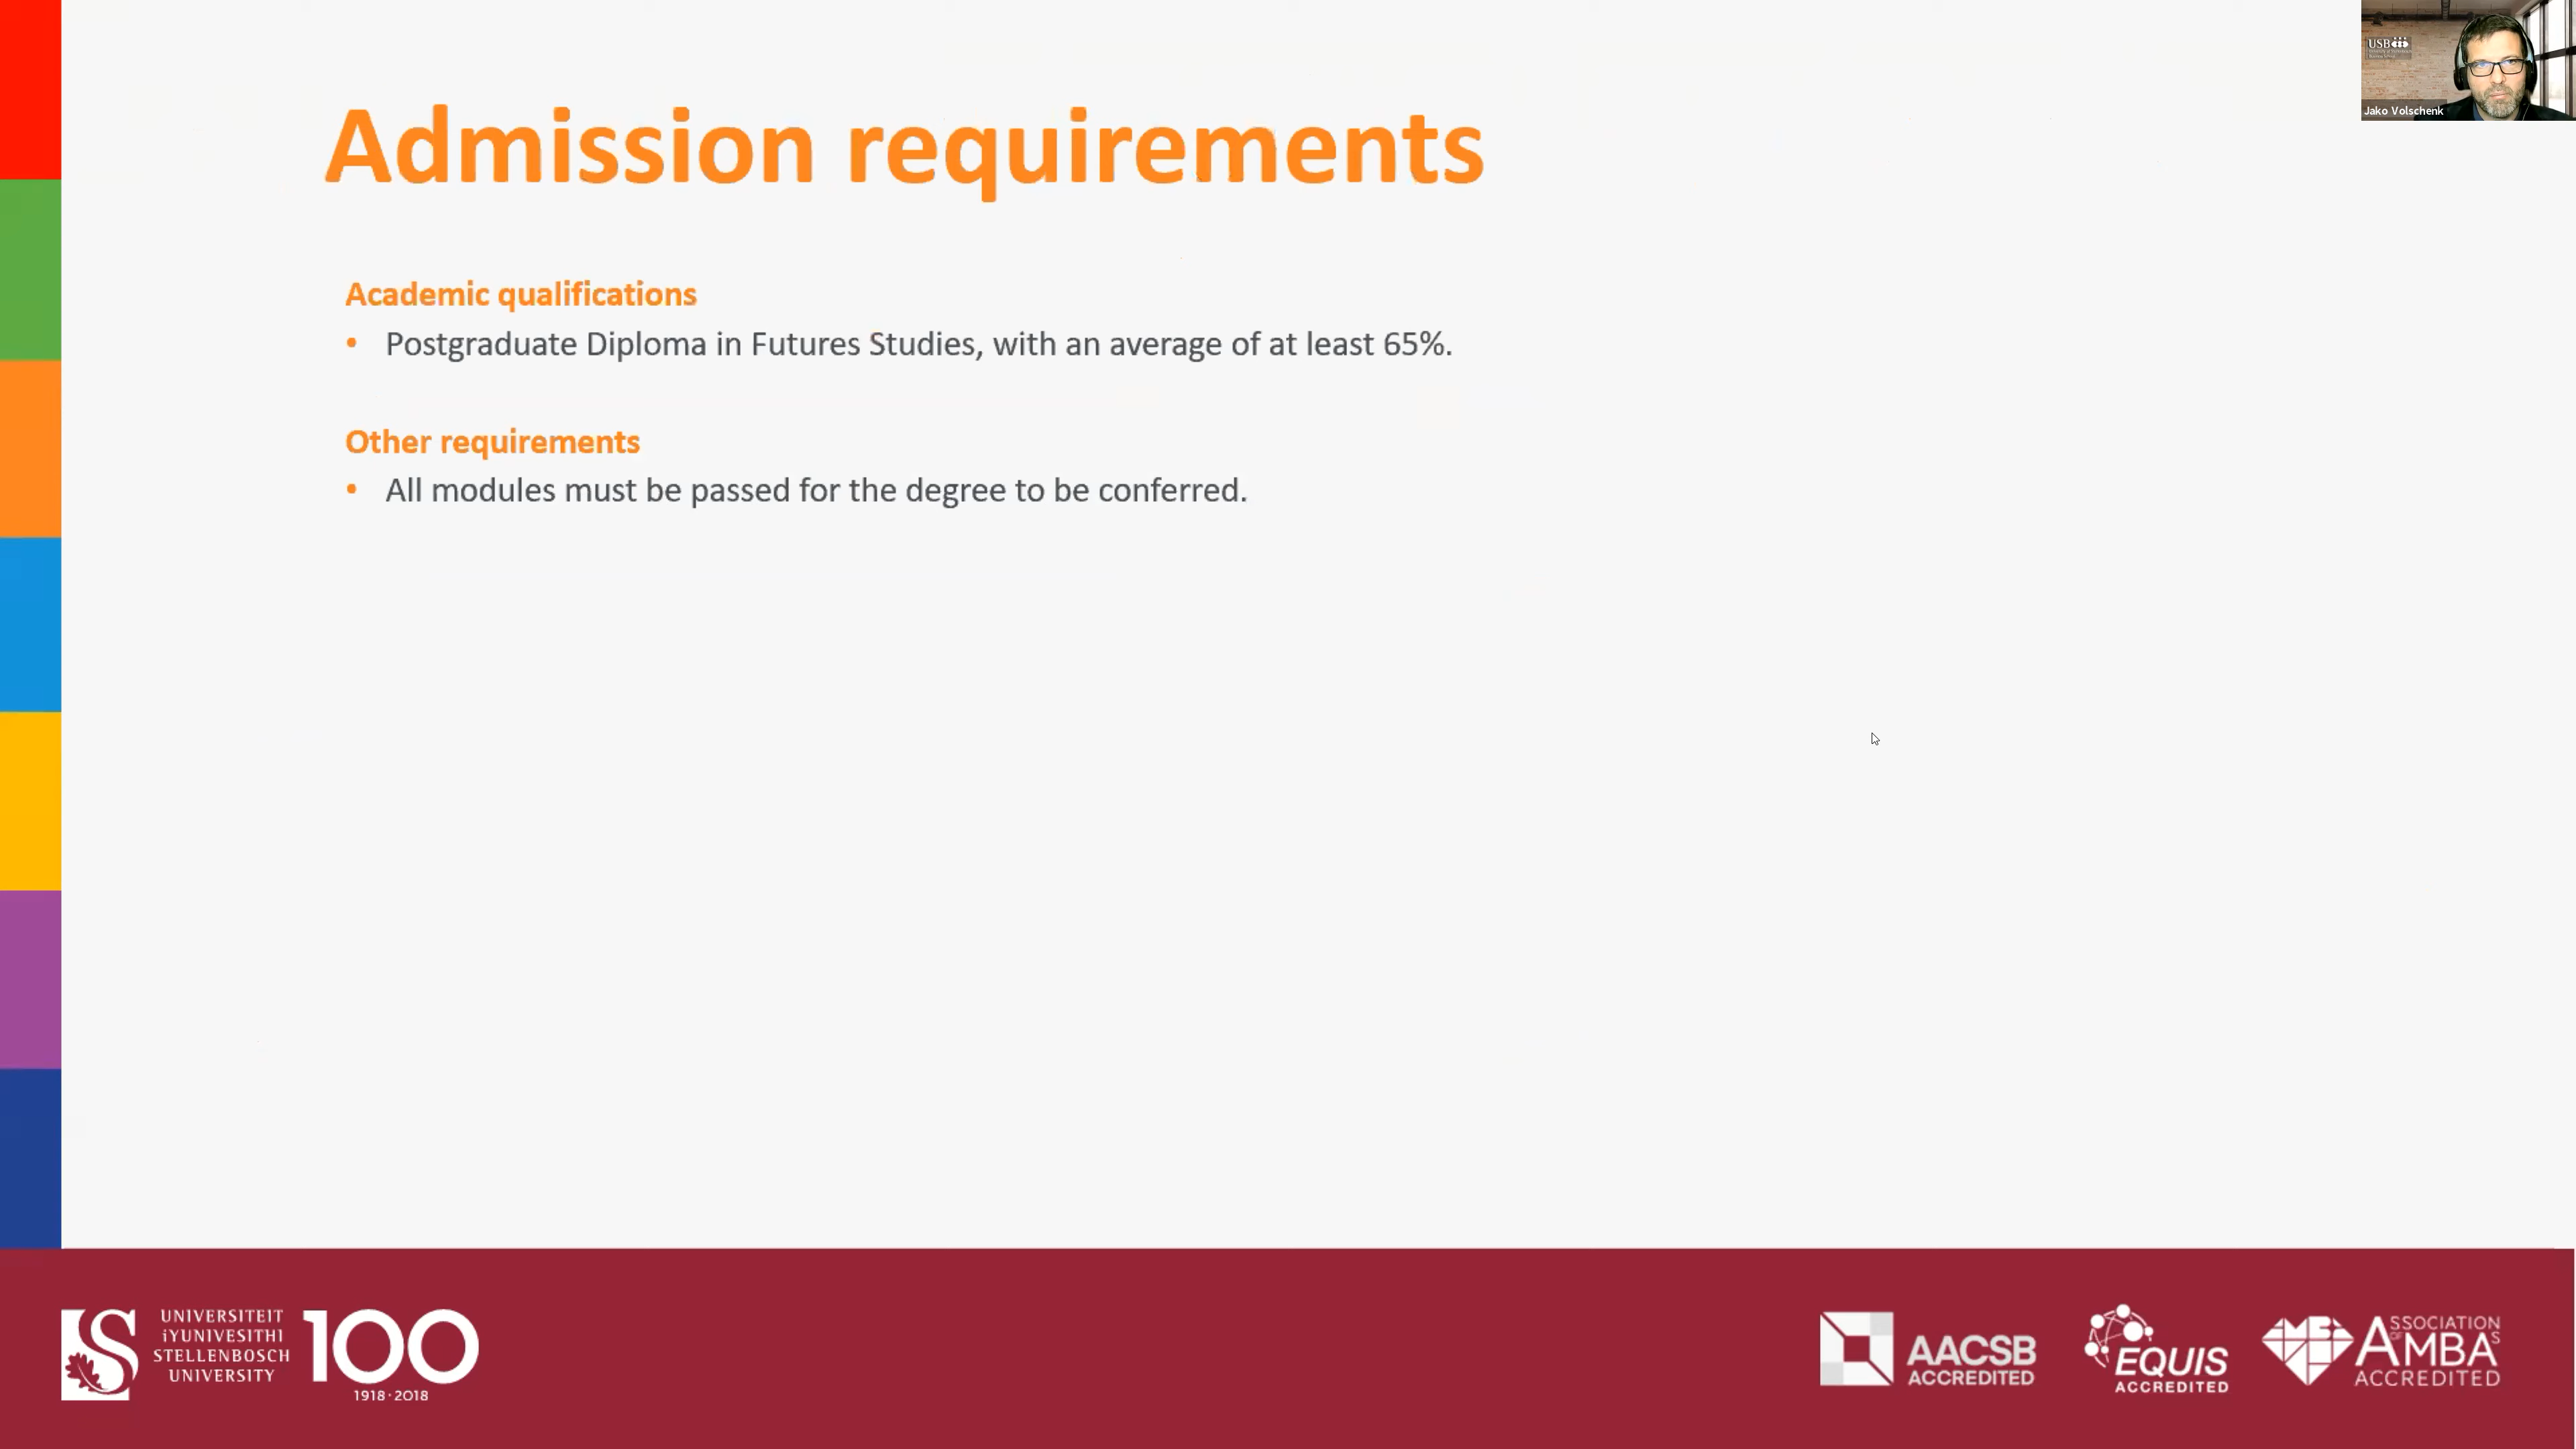 Admission requirements
Academic qualifications
• Postgraduate Diploma in Futures Studies, with an average of at least 65%.
Other requirements
• All modules must be passed for the degree to be conferred.
USB
Jako Volschenk
UNIVERSITEIT
iYUNIVESITHI
STELLENBOSCH
UNIVERSITY
100
1918·2018
AACSB
ACCREDITED
EQUIS
ACCREDITED
ASSOCIATION
OF MBAS
ACCREDITED